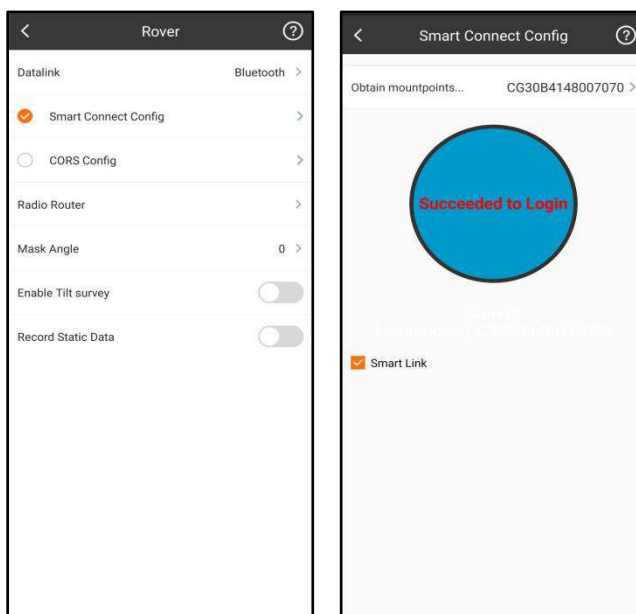 Rover
Datalink Bluetooth
Smart Connect Config
CORS Config
Radio Router
Mask Angle 0
Enable Tilt survey
Record Static Data
Smart Connect Config
Obtain mountpoints... CG30B4148007070
Succeeded to Login
Smart Link